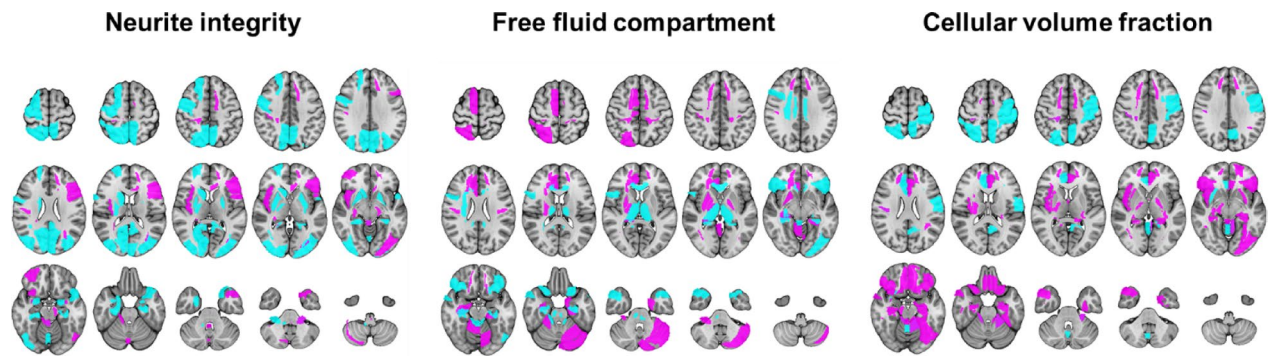 Neurite integrity
Free fluid compartment
Cellular volume fraction